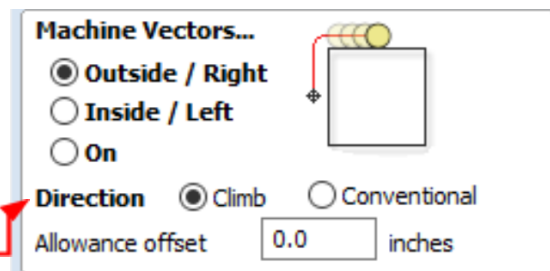 Machine Vectors...
Outside / Right
Inside / Left
On
Direction Climb Conventional
Allowance offset 0.0 inches